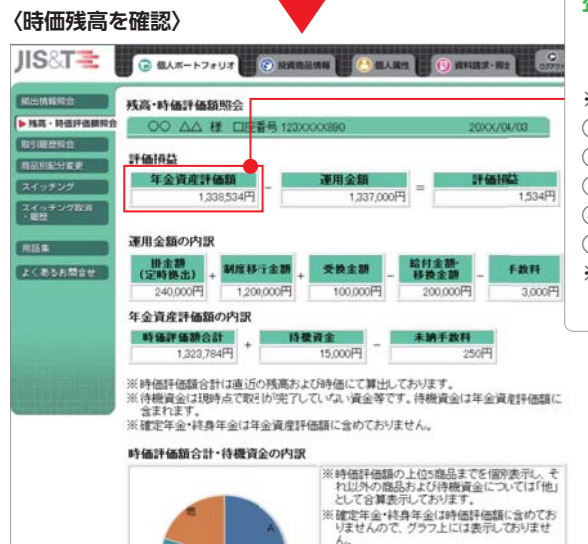 〈時価残高を確認〉
JIS&T
個人ポートフォリオ
投資商品情報
個人属性
資料請求・照会
ログアウト
拠出情報照会
残高・時価評価額照会
取引履歴照会
商品別配分変更
スイッチング
スイッチング取消
・履歴
用語集
よくあるお問合せ
残高・時価評価額照会
○○ △△ 様 口座番号 123XXXX890 20XX/04/03
評価損益
年金資産評価額 運用金額 評価損益
1,338,534円 － 1,337,000円 ＝ 1,534円
運用金額の内訳
掛金額
(定時拠出) ＋ 制度移行金額 ＋ 受換金額 － 給付金額・
移換金額 － 手数料
240,000円 1,200,000円 100,000円 200,000円 3,000円
年金資産評価額の内訳
時価評価額合計 ＋ 待機資金 － 未納手数料
1,323,784円 15,000円 250円
※時価評価額合計は直近の残高および時価にて算出しております。
※待機資金は現時点で取引が完了していない資金等です。待機資金は年金資産評価額に
含まれます。
※確定年金・終身年金は年金資産評価額に含めておりません。
時価評価額合計・待機資金の内訳
※時価評価額の上位5商品までを個別表示し、そ
れ以外の商品および待機資金については「他」
として合算表示しております。
※確定年金・終身年金は時価評価額に含めてお
りませんので、グラフ上には表示しておりませ
ん。
他
A